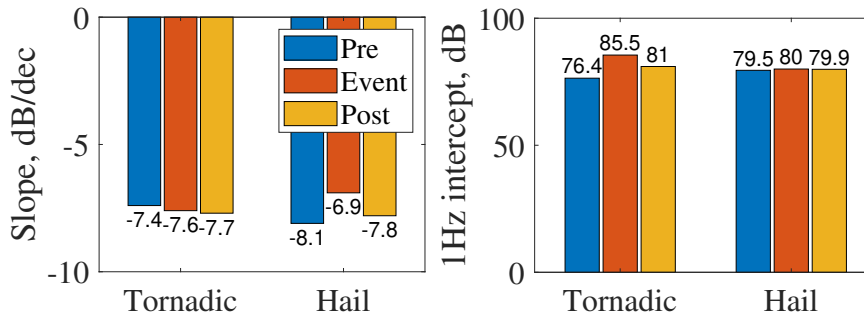 Slope, dB/dec
0
-5
-10
Pre
Event
Post
-7.4
-7.6
-7.7
-8.1
-6.9
-7.8
Tornadic
Hail
1Hz intercept, dB
100
50
0
76.4
85.5
81
79.5
80
79.9
Tornadic
Hail